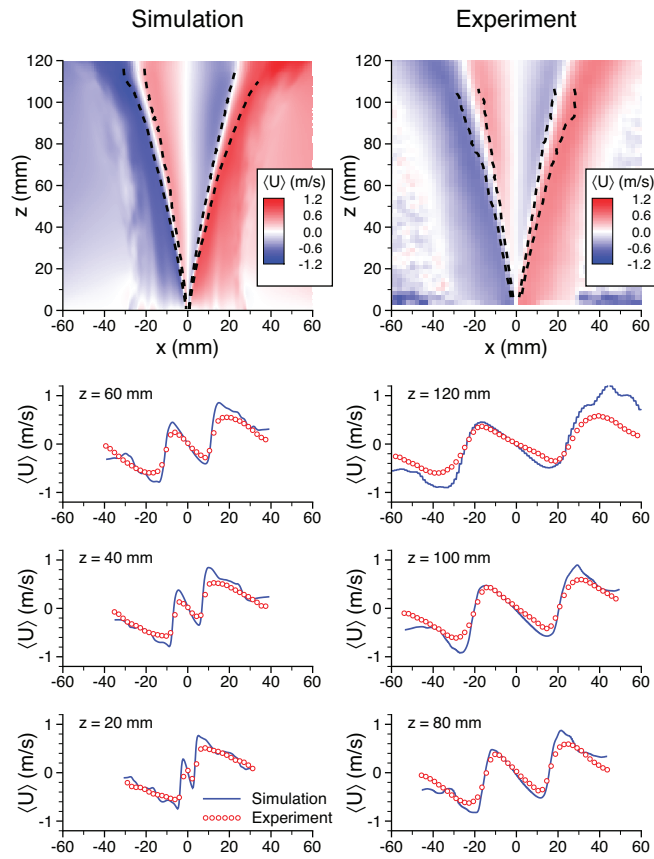 Simulation
Experiment
120
100
80
60
40
20
0
z (mm)
⟨U⟩ (m/s)
1.2
0.6
0.0
-0.6
-1.2
-60 -40 -20 0 20 40 60
x (mm)
120
100
80
60
40
20
0
z (mm)
⟨U⟩ (m/s)
1.2
0.6
0.0
-0.6
-1.2
-60 -40 -20 0 20 40 60
x (mm)
z = 60 mm
⟨U⟩ (m/s)
1
0
-1
-60 -40 -20 0 20 40 60
z = 120 mm
⟨U⟩ (m/s)
1
0
-1
-60 -40 -20 0 20 40 60
z = 40 mm
⟨U⟩ (m/s)
1
0
-1
-60 -40 -20 0 20 40 60
z = 100 mm
⟨U⟩ (m/s)
1
0
-1
-60 -40 -20 0 20 40 60
z = 20 mm
⟨U⟩ (m/s)
1
0
-1
Simulation
Experiment
-60 -40 -20 0 20 40 60
z = 80 mm
⟨U⟩ (m/s)
1
0
-1
-60 -40 -20 0 20 40 60